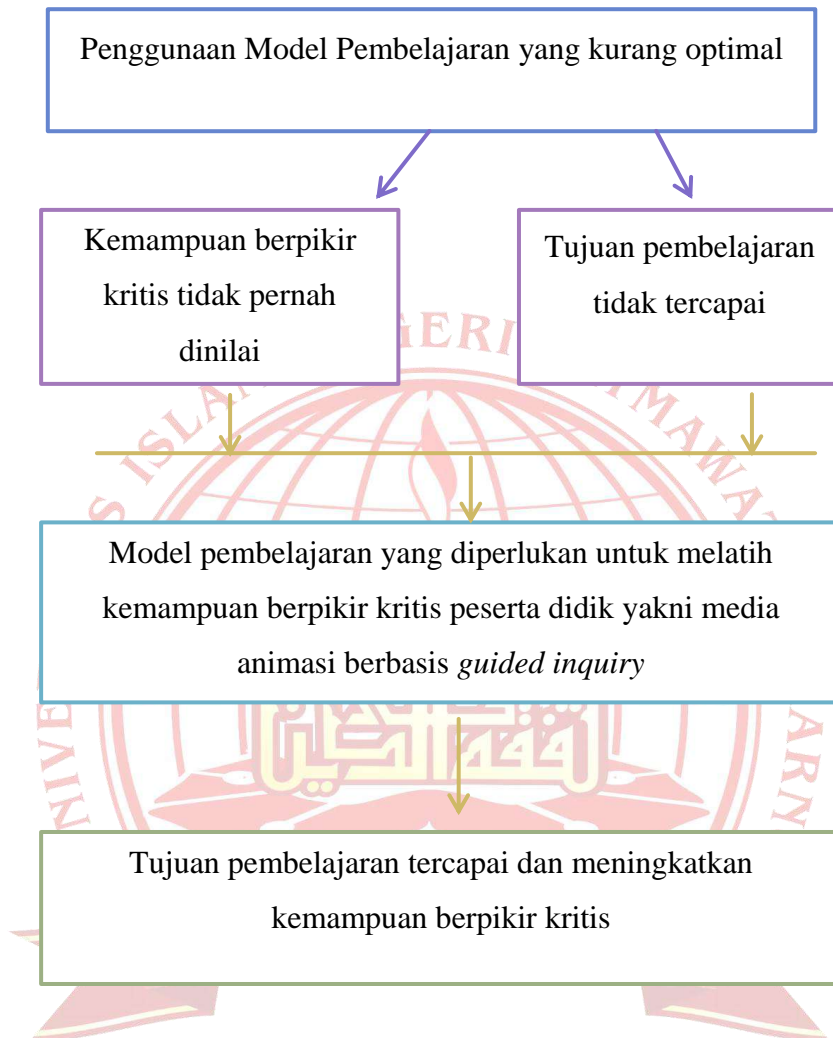 Penggunaan Model Pembelajaran yang kurang optimal
Kemampuan berpikir
kritis tidak pernah
dinilai
Tujuan pembelajaran
tidak tercapai
Model pembelajaran yang diperlukan untuk melatih
kemampuan berpikir kritis peserta didik yakni media
animasi berbasis guided inquiry
Tujuan pembelajaran tercapai dan meningkatkan
kemampuan berpikir kritis